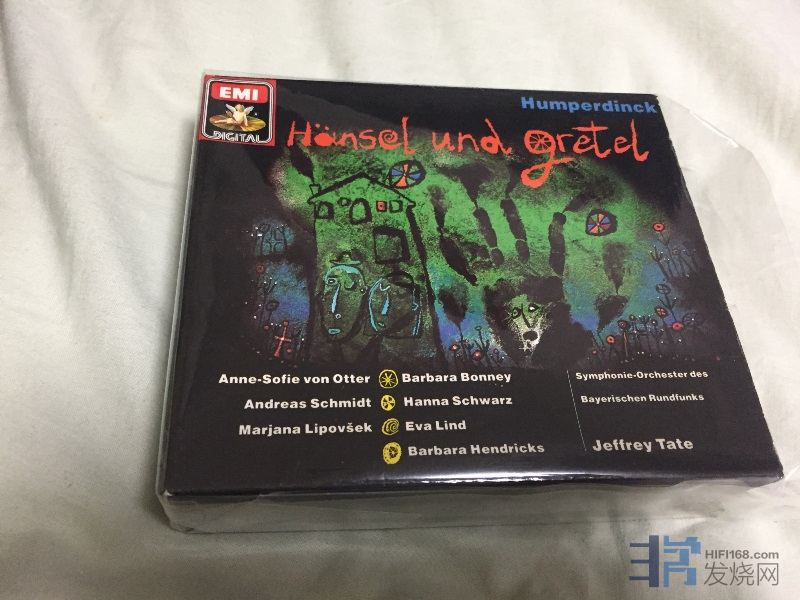 EMI
DIGITAL
Humperdinck
Hänsel und gretel
Anne-Sofie von Otter
Barbara Bonney
Andreas Schmidt
Hanna Schwarz
Marjana Lipovšek
Eva Lind
Barbara Hendricks
Symphonie-Orchester des
Bayerischen Rundfunks
Jeffrey Tate
HIFI168.com
发烧网